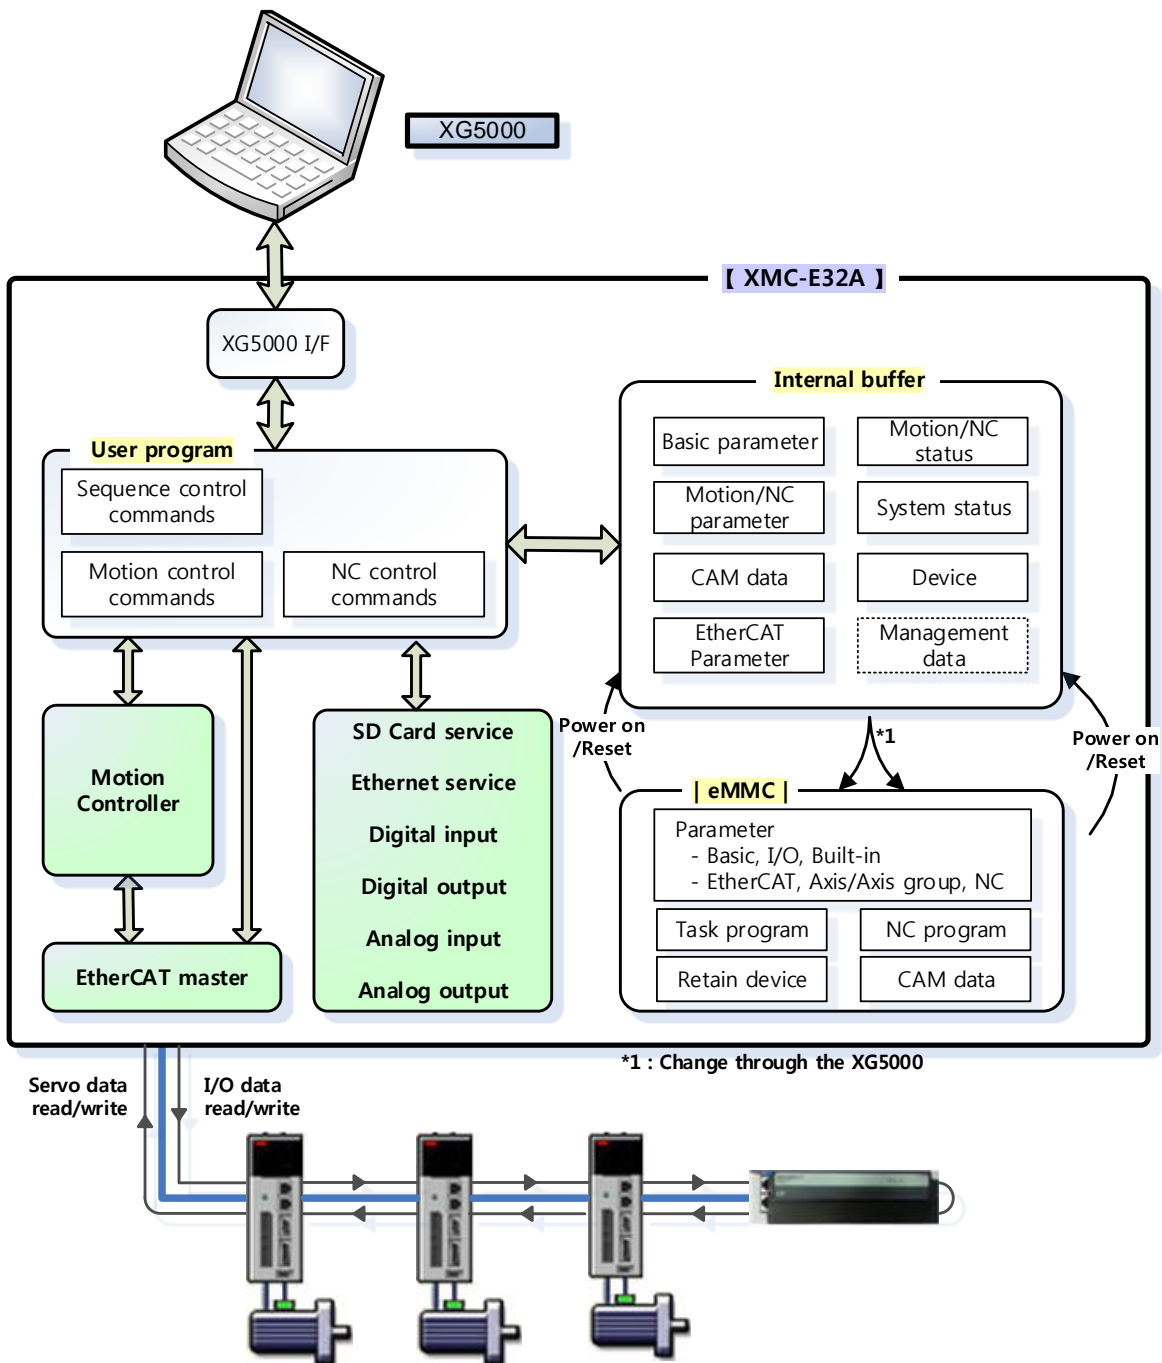 XG5000
【 XMC-E32A 】
XG5000 I/F
User program
Sequence control
commands
Motion control
commands
NC control
commands
Internal buffer
Basic parameter
Motion/NC
status
Motion/NC
parameter
System status
CAM data
Device
EtherCAT
Parameter
Management
data
Motion
Controller
EtherCAT master
SD Card service
Ethernet service
Digital input
Digital output
Analog input
Analog output
Power on
/Reset
*1
Power on
/Reset
| eMMC |
Parameter
- Basic, I/O, Built-in
- EtherCAT, Axis/Axis group, NC
Task program
NC program
Retain device
CAM data
*1 : Change through the XG5000
Servo data
read/write
I/O data
read/write